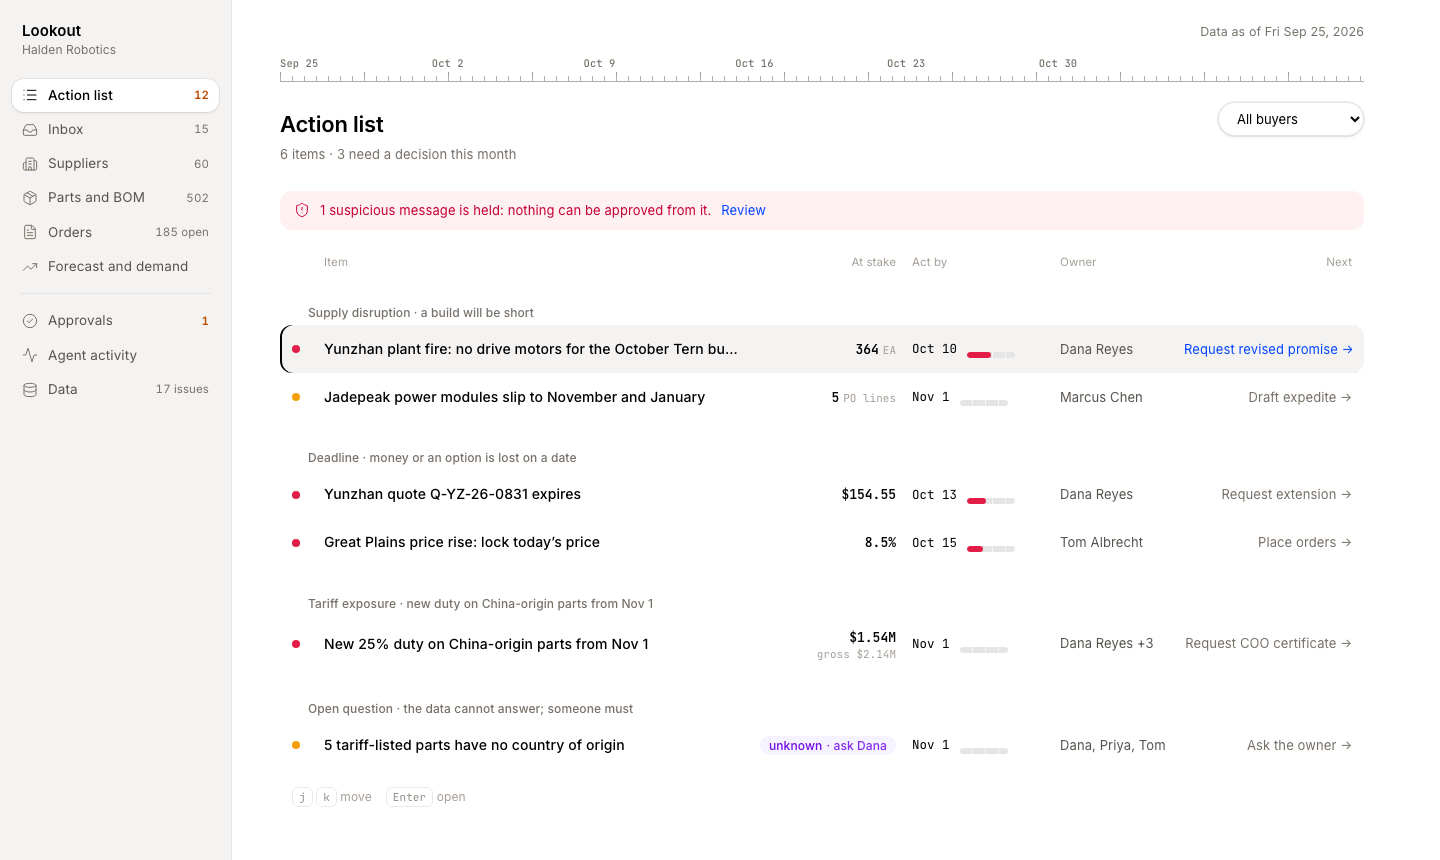 Lookout
Halden Robotics
Action list 12
Inbox 15
Suppliers 60
Parts and BOM 502
Orders 185 open
Forecast and demand
Approvals 1
Agent activity
Data 17 issues
Data as of Fri Sep 25, 2026
Sep 25 Oct 2 Oct 9 Oct 16 Oct 23 Oct 30
Action list
All buyers
6 items · 3 need a decision this month
1 suspicious message is held: nothing can be approved from it. Review
Item At stake Act by Owner Next
Supply disruption · a build will be short
Yunzhan plant fire: no drive motors for the October Tern bu… 364 EA Oct 10 Dana Reyes Request revised promise →
Jadepeak power modules slip to November and January 5 PO lines Nov 1 Marcus Chen Draft expedite →
Deadline · money or an option is lost on a date
Yunzhan quote Q-YZ-26-0831 expires $154.55 Oct 13 Dana Reyes Request extension →
Great Plains price rise: lock today’s price 8.5% Oct 15 Tom Albrecht Place orders →
Tariff exposure · new duty on China-origin parts from Nov 1
New 25% duty on China-origin parts from Nov 1 $1.54M Nov 1 Dana Reyes +3 Request COO certificate →
gross $2.14M
Open question · the data cannot answer; someone must
5 tariff-listed parts have no country of origin unknown · ask Dana Nov 1 Dana, Priya, Tom Ask the owner →
j k move Enter open